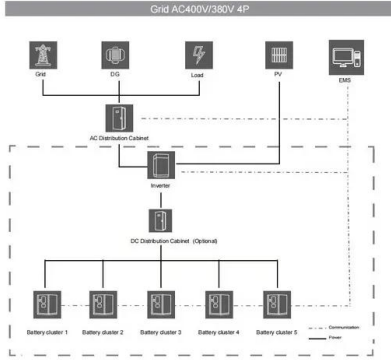 Grid AC400V/380V 4P
Grid DG Load PV EMS
AC Distribution Cabinet
Inverter
DC Distribution Cabinet (Optional)
Battery cluster 1 Battery cluster 2 Battery cluster 3 Battery cluster 4 Battery cluster 5
Communication
Power